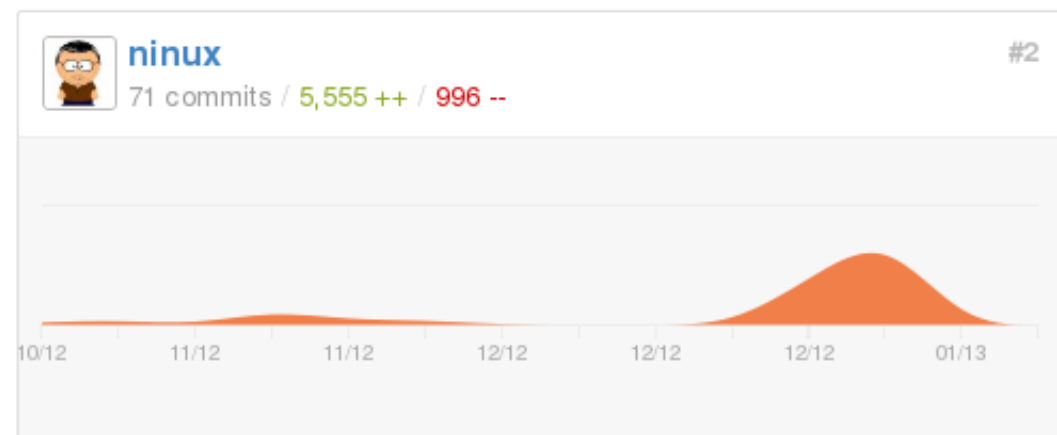 ninux
#2
71 commits / 5,555 ++ / 996 --
10/12 11/12 11/12 12/12 12/12 12/12 01/13